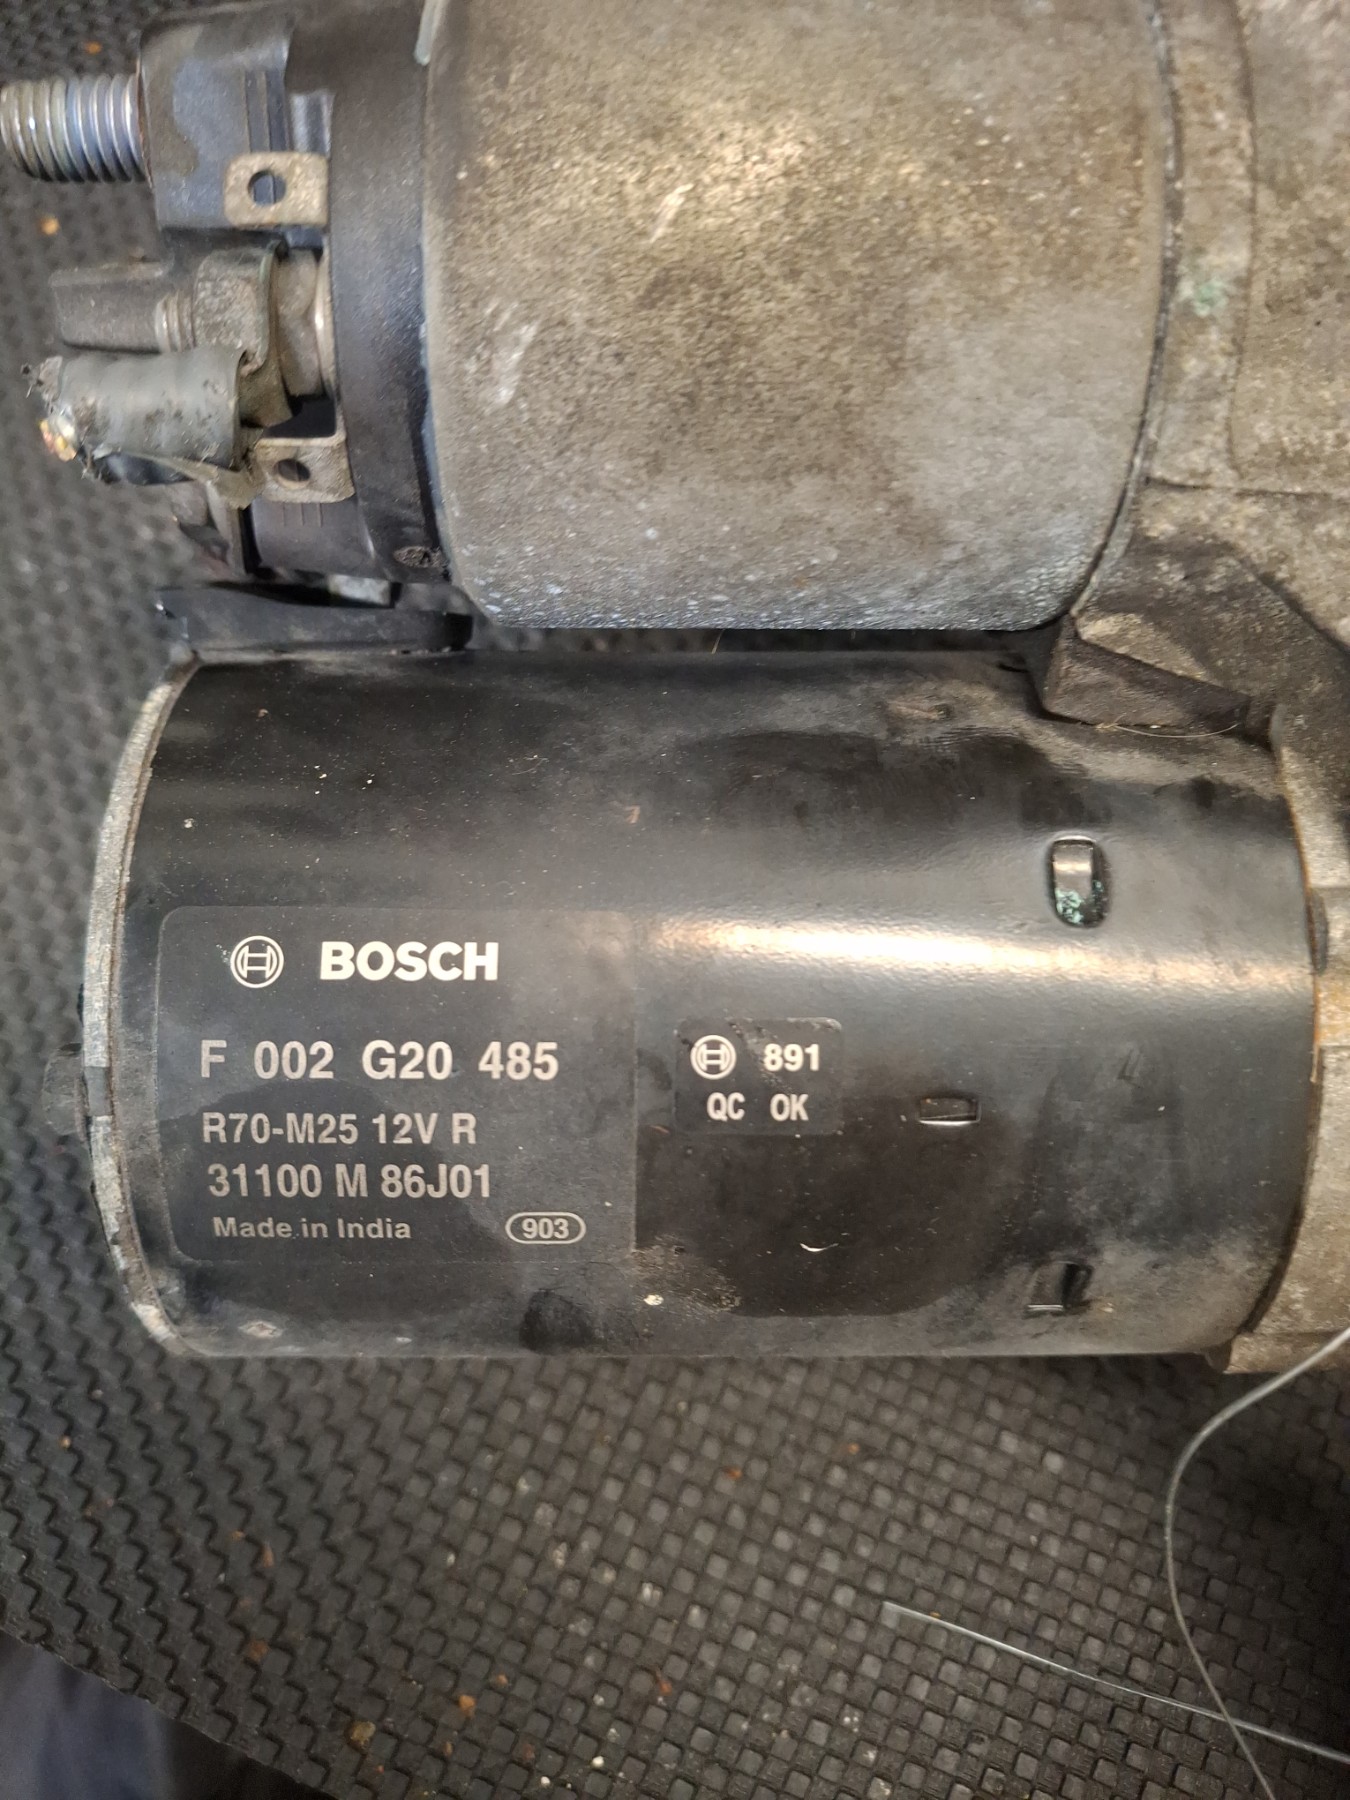 BOSCH
F 002 G20 485
R70-M25 12V R
31100 M 86J01
Made in India 903
891
QC OK